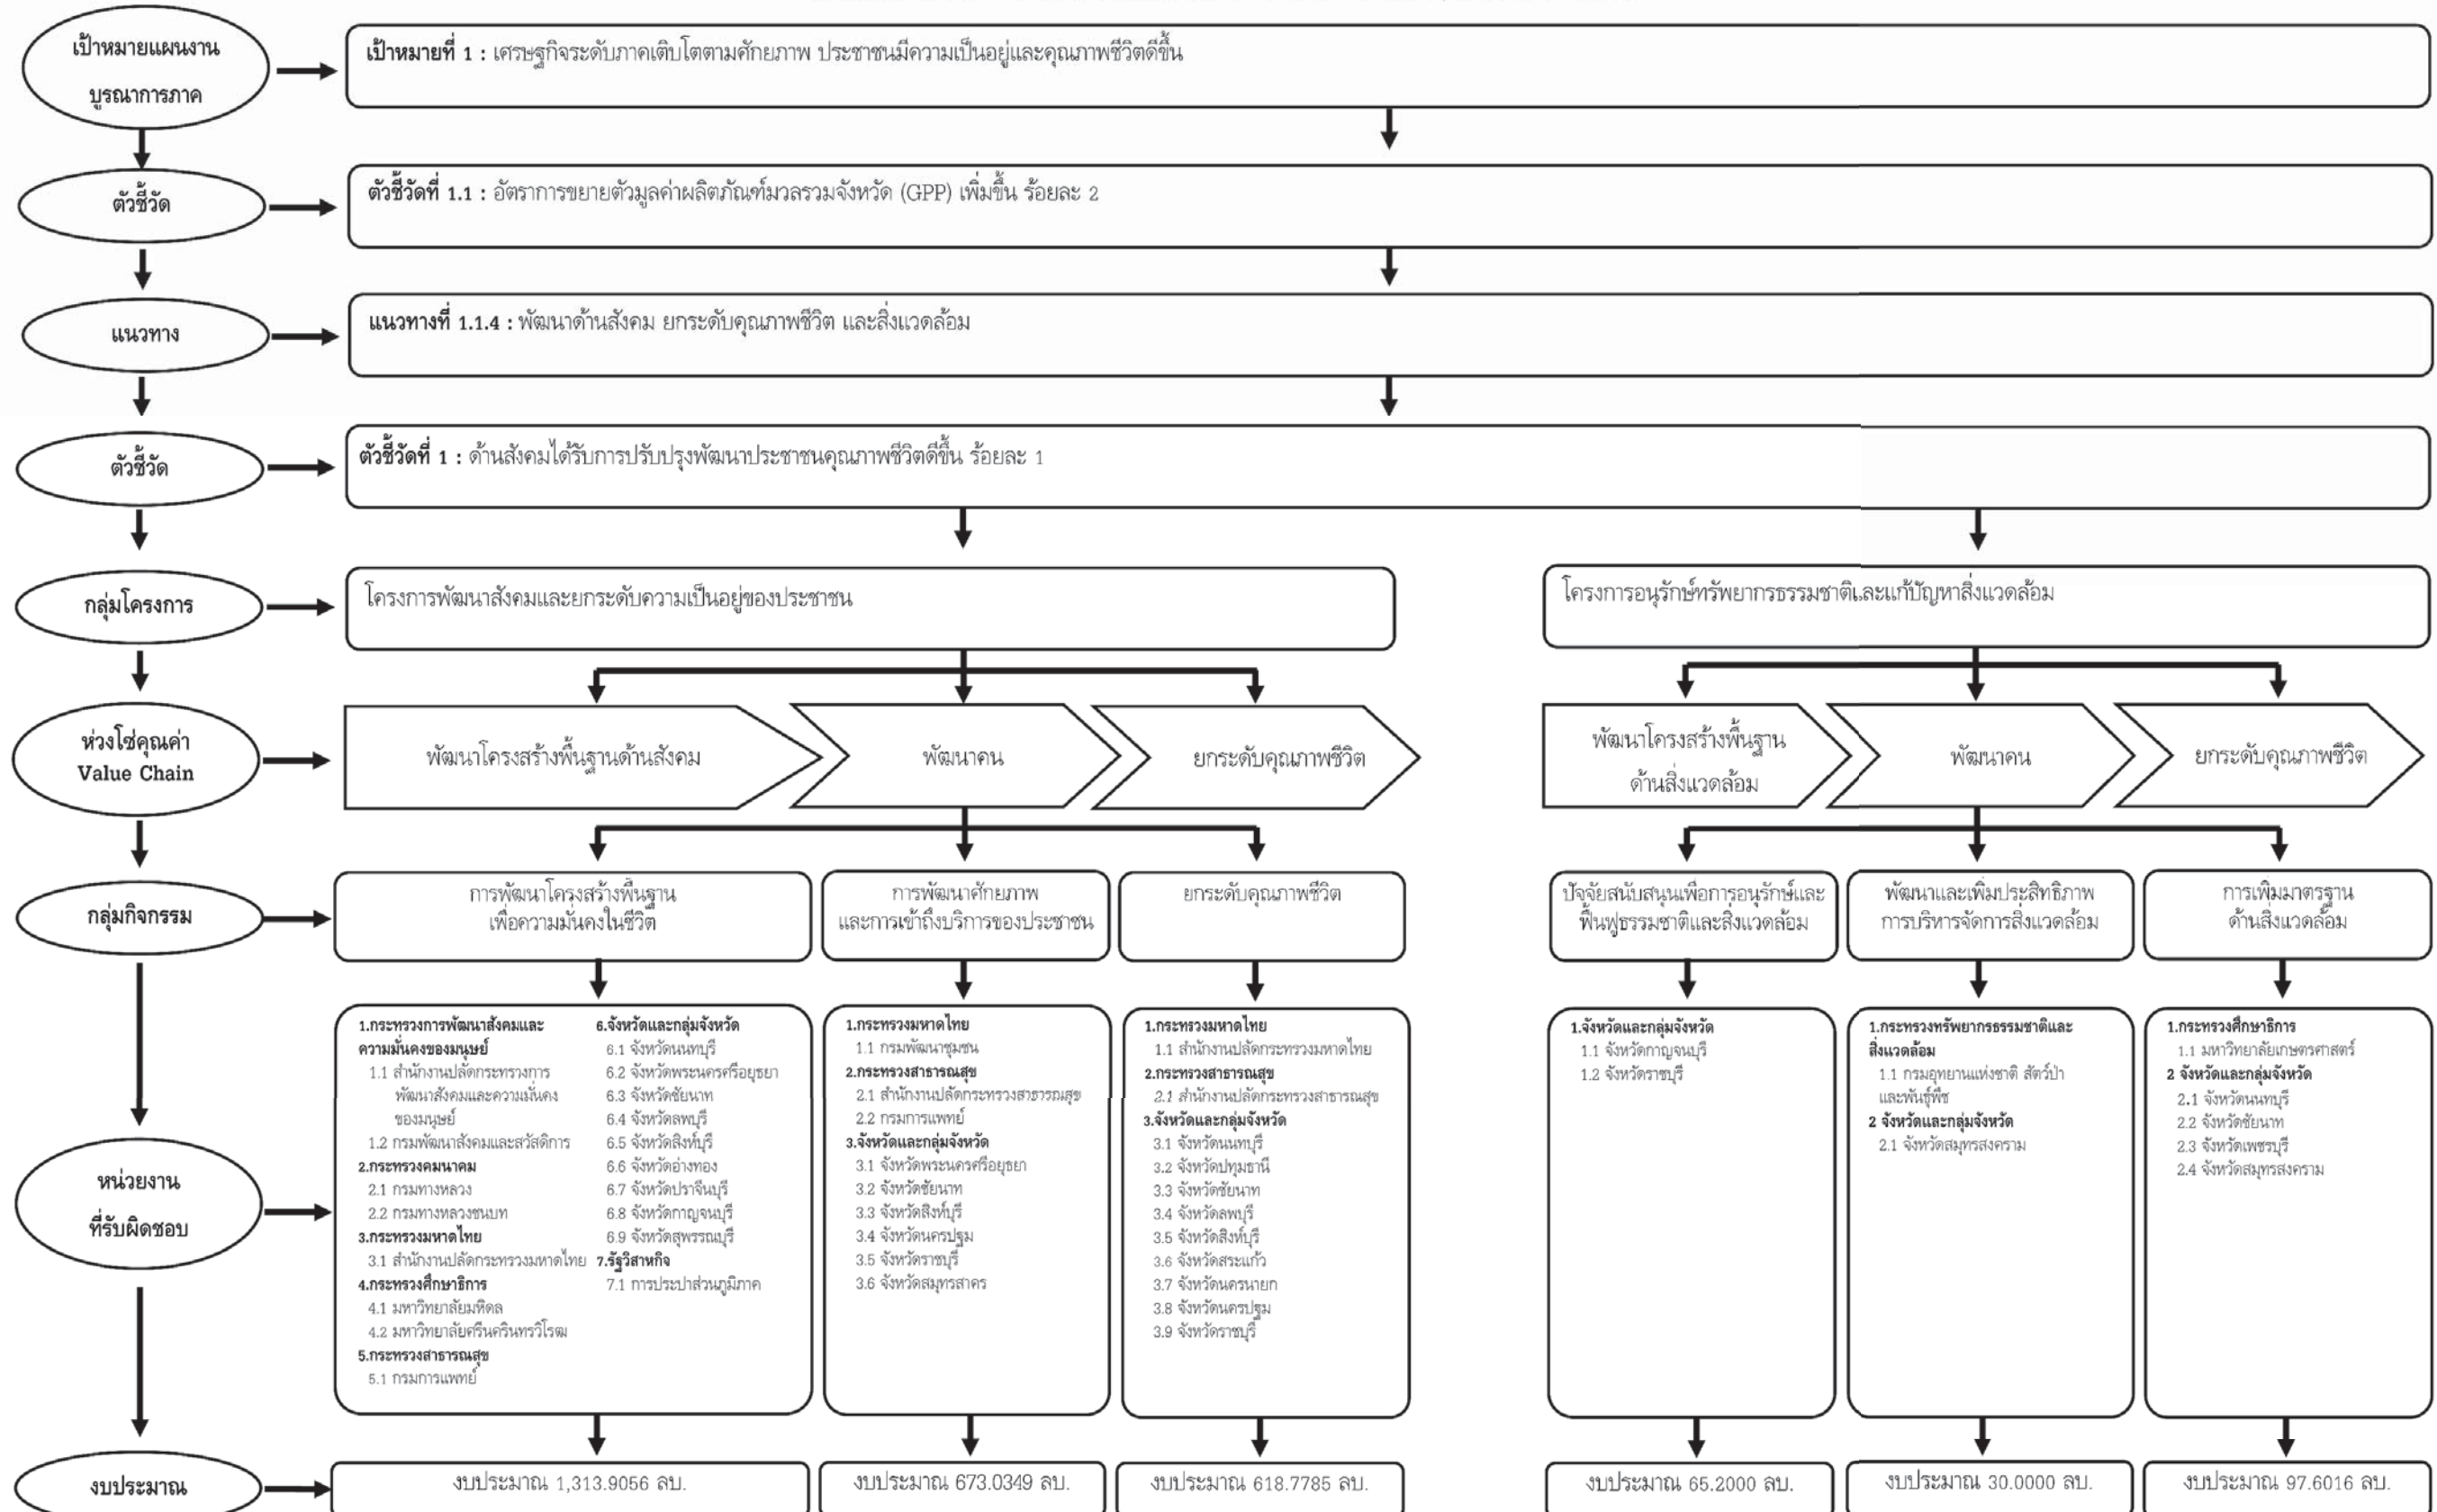 เป้าหมายแผนงาน
บูรณาการภาค
เป้าหมายที่ 1 : เศรษฐกิจระดับภาคเติบโตตามศักยภาพ ประชาชนมีความเป็นอยู่และคุณภาพชีวิตดีขึ้น
ตัวชี้วัด
ตัวชี้วัดที่ 1.1 : อัตราการขยายตัวมูลค่าผลิตภัณฑ์มวลรวมจังหวัด (GPP) เพิ่มขึ้น ร้อยละ 2
แนวทาง
แนวทางที่ 1.1.4 : พัฒนาด้านสังคม ยกระดับคุณภาพชีวิต และสิ่งแวดล้อม
ตัวชี้วัด
ตัวชี้วัดที่ 1 : ด้านสังคมได้รับการปรับปรุงพัฒนาประชาชนคุณภาพชีวิตดีขึ้น ร้อยละ 1
กลุ่มโครงการ
โครงการพัฒนาสังคมและยกระดับความเป็นอยู่ของประชาชน
โครงการอนุรักษ์ทรัพยากรธรรมชาติและแก้ปัญหาสิ่งแวดล้อม
ห่วงโซ่คุณค่า
Value Chain
พัฒนาโครงสร้างพื้นฐานด้านสังคม
พัฒนาคน
ยกระดับคุณภาพชีวิต
พัฒนาโครงสร้างพื้นฐาน
ด้านสิ่งแวดล้อม
พัฒนาคน
ยกระดับคุณภาพชีวิต
กลุ่มกิจกรรม
การพัฒนาโครงสร้างพื้นฐาน
เพื่อความมั่นคงในชีวิต
การพัฒนาศักยภาพ
และการเข้าถึงบริการของประชาชน
ยกระดับคุณภาพชีวิต
ปัจจัยสนับสนุนเพื่อการอนุรักษ์และ
ฟื้นฟูธรรมชาติและสิ่งแวดล้อม
พัฒนาและเพิ่มประสิทธิภาพ
การบริหารจัดการสิ่งแวดล้อม
การเพิ่มมาตรฐาน
ด้านสิ่งแวดล้อม
หน่วยงาน
ที่รับผิดชอบ
1.กระทรวงการพัฒนาสังคมและ
ความมั่นคงของมนุษย์
1.1 สำนักงานปลัดกระทรวงการ
พัฒนาสังคมและความมั่นคง
ของมนุษย์
1.2 กรมพัฒนาสังคมและสวัสดิการ
2.กระทรวงคมนาคม
2.1 กรมทางหลวง
2.2 กรมทางหลวงชนบท
3.กระทรวงมหาดไทย
3.1 สำนักงานปลัดกระทรวงมหาดไทย
4.กระทรวงศึกษาธิการ
4.1 มหาวิทยาลัยมหิดล
4.2 มหาวิทยาลัยศรีนครินทรวิโรฒ
5.กระทรวงสาธารณสุข
5.1 กรมการแพทย์
6.จังหวัดและกลุ่มจังหวัด
6.1 จังหวัดนนทบุรี
6.2 จังหวัดพระนครศรีอยุธยา
6.3 จังหวัดชัยนาท
6.4 จังหวัดลพบุรี
6.5 จังหวัดสิงห์บุรี
6.6 จังหวัดอ่างทอง
6.7 จังหวัดปราจีนบุรี
6.8 จังหวัดกาญจนบุรี
6.9 จังหวัดสุพรรณบุรี
7.รัฐวิสาหกิจ
7.1 การประปาส่วนภูมิภาค
1.กระทรวงมหาดไทย
1.1 กรมพัฒนาชุมชน
2.กระทรวงสาธารณสุข
2.1 สำนักงานปลัดกระทรวงสาธารณสุข
2.2 กรมการแพทย์
3.จังหวัดและกลุ่มจังหวัด
3.1 จังหวัดพระนครศรีอยุธยา
3.2 จังหวัดชัยนาท
3.3 จังหวัดสิงห์บุรี
3.4 จังหวัดนครปฐม
3.5 จังหวัดราชบุรี
3.6 จังหวัดสมุทรสาคร
1.กระทรวงมหาดไทย
1.1 สำนักงานปลัดกระทรวงมหาดไทย
2.กระทรวงสาธารณสุข
2.1 สำนักงานปลัดกระทรวงสาธารณสุข
3.จังหวัดและกลุ่มจังหวัด
3.1 จังหวัดนนทบุรี
3.2 จังหวัดปทุมธานี
3.3 จังหวัดชัยนาท
3.4 จังหวัดลพบุรี
3.5 จังหวัดสิงห์บุรี
3.6 จังหวัดสระแก้ว
3.7 จังหวัดนครนายก
3.8 จังหวัดนครปฐม
3.9 จังหวัดราชบุรี
1.จังหวัดและกลุ่มจังหวัด
1.1 จังหวัดกาญจนบุรี
1.2 จังหวัดราชบุรี
1.กระทรวงทรัพยากรธรรมชาติและ
สิ่งแวดล้อม
1.1 กรมอุทยานแห่งชาติ สัตว์ป่า
และพันธุ์พืช
2 จังหวัดและกลุ่มจังหวัด
2.1 จังหวัดสมุทรสงคราม
1.กระทรวงศึกษาธิการ
1.1 มหาวิทยาลัยเกษตรศาสตร์
2 จังหวัดและกลุ่มจังหวัด
2.1 จังหวัดนนทบุรี
2.2 จังหวัดชัยนาท
2.3 จังหวัดเพชรบุรี
2.4 จังหวัดสมุทรสงคราม
งบประมาณ
งบประมาณ 1,313.9056 ลบ.
งบประมาณ 673.0349 ลบ.
งบประมาณ 618.7785 ลบ.
งบประมาณ 65.2000 ลบ.
งบประมาณ 30.0000 ลบ.
งบประมาณ 97.6016 ลบ.